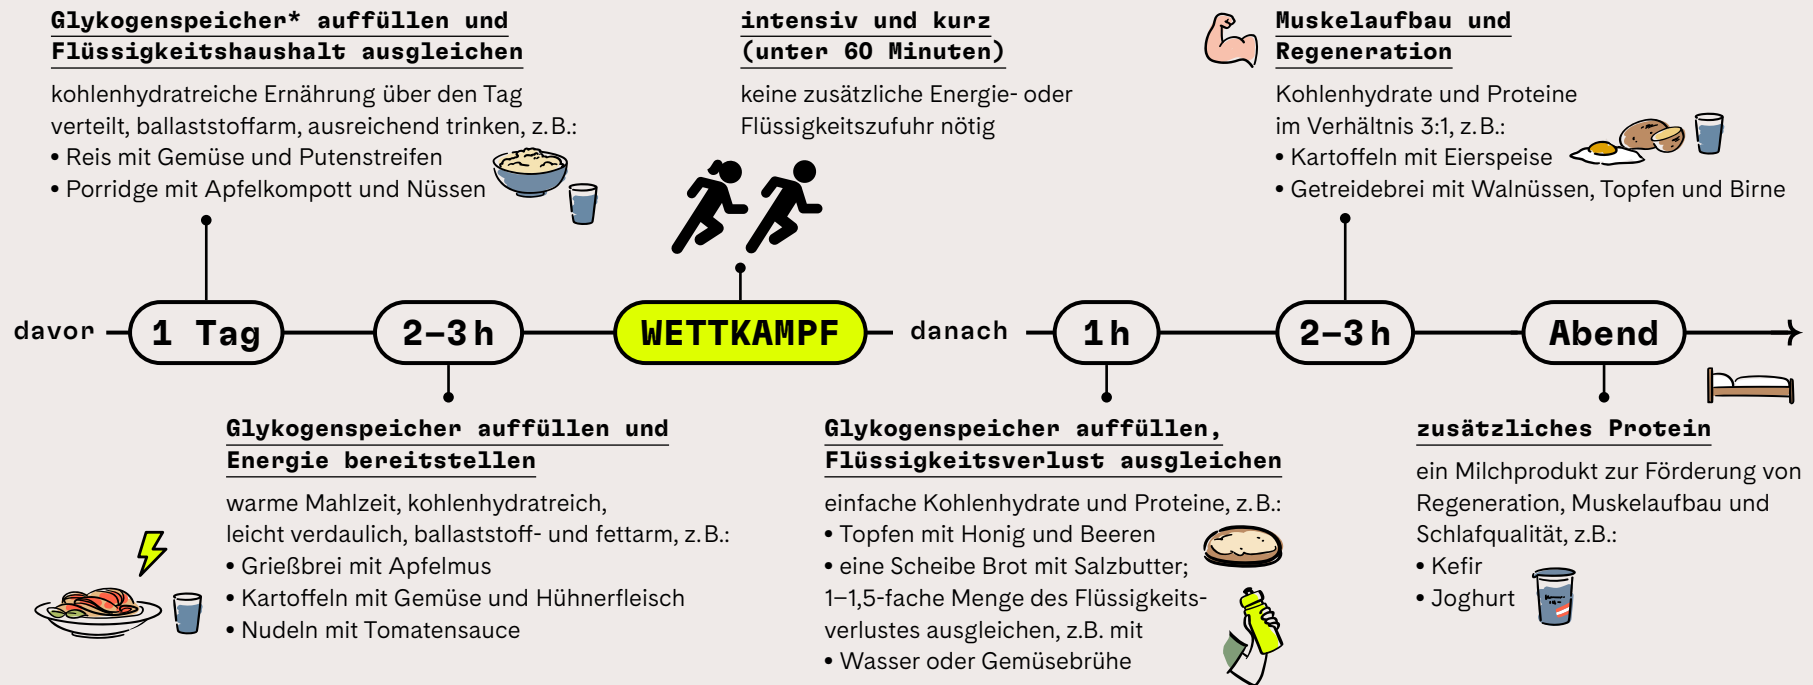 Glykogenspeicher* auffüllen und
Flüssigkeitshaushalt ausgleichen
kohlenhydratreiche Ernährung über den Tag
verteilt, ballaststoffarm, ausreichend trinken, z.B.:
• Reis mit Gemüse und Putenstreifen
• Porridge mit Apfelkompott und Nüssen
intensiv und kurz
(unter 60 Minuten)
keine zusätzliche Energie- oder
Flüssigkeitszufuhr nötig
Muskelaufbau und
Regeneration
Kohlenhydrate und Proteine
im Verhältnis 3:1, z.B.:
• Kartoffeln mit Eierspeise
• Getreidebrei mit Walnüssen, Topfen und Birne
davor
1 Tag
2–3h
WETTKAMPF
danach
1h
2–3h
Abend
Glykogenspeicher auffüllen und
Energie bereitstellen
warme Mahlzeit, kohlenhydratreich,
leicht verdaulich, ballaststoff- und fettarm, z.B.:
• Grießbrei mit Apfelmus
• Kartoffeln mit Gemüse und Hühnerfleisch
• Nudeln mit Tomatensauce
Glykogenspeicher auffüllen,
Flüssigkeitsverlust ausgleichen
einfache Kohlenhydrate und Proteine, z.B.:
• Topfen mit Honig und Beeren
• eine Scheibe Brot mit Salzbutter;
1–1,5-fache Menge des Flüssigkeits-
verlustes ausgleichen, z.B. mit
• Wasser oder Gemüsebrühe
zusätzliches Protein
ein Milchprodukt zur Förderung von
Regeneration, Muskelaufbau und
Schlafqualität, z.B.:
• Kefir
• Joghurt